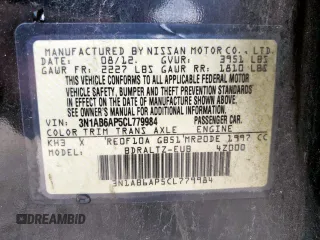 MANUFACTURED BY NISSAN MOTOR CO., LTD.
DATE: 08/12. GVWR: 3951 LBS
GAWR FR: 2227 LBS GAWR RR: 1810 LBS
THIS VEHICLE CONFORMS TO ALL APPLICABLE FEDERAL MOTOR
VEHICLE SAFETY, BUMPER AND THEFT PREVENTION
STANDARDS IN EFFECT ON THE DATE OF
MANUFACTURE SHOWN ABOVE.
SEE OWNER'S MANUAL FOR ADDITIONAL INFORMATION.
VIN: 3N1AB6AP5CL779984 PASSENGER CAR.
COLOR TRIM TRANS AXLE ENGINE
KH3 X RE0F10A GB51 MR20DE 1997 CC
MODEL: BDRALTZ-EUB 4Z000
3N1AB6AP5CL779984
DREAMBID